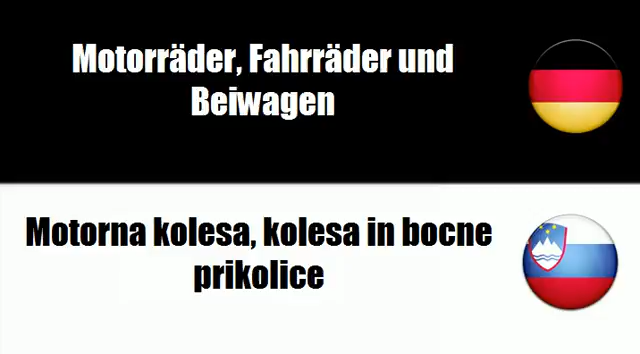 Motorräder, Fahrräder und
Beiwagen
Motorna kolesa, kolesa in bocne
prikolice